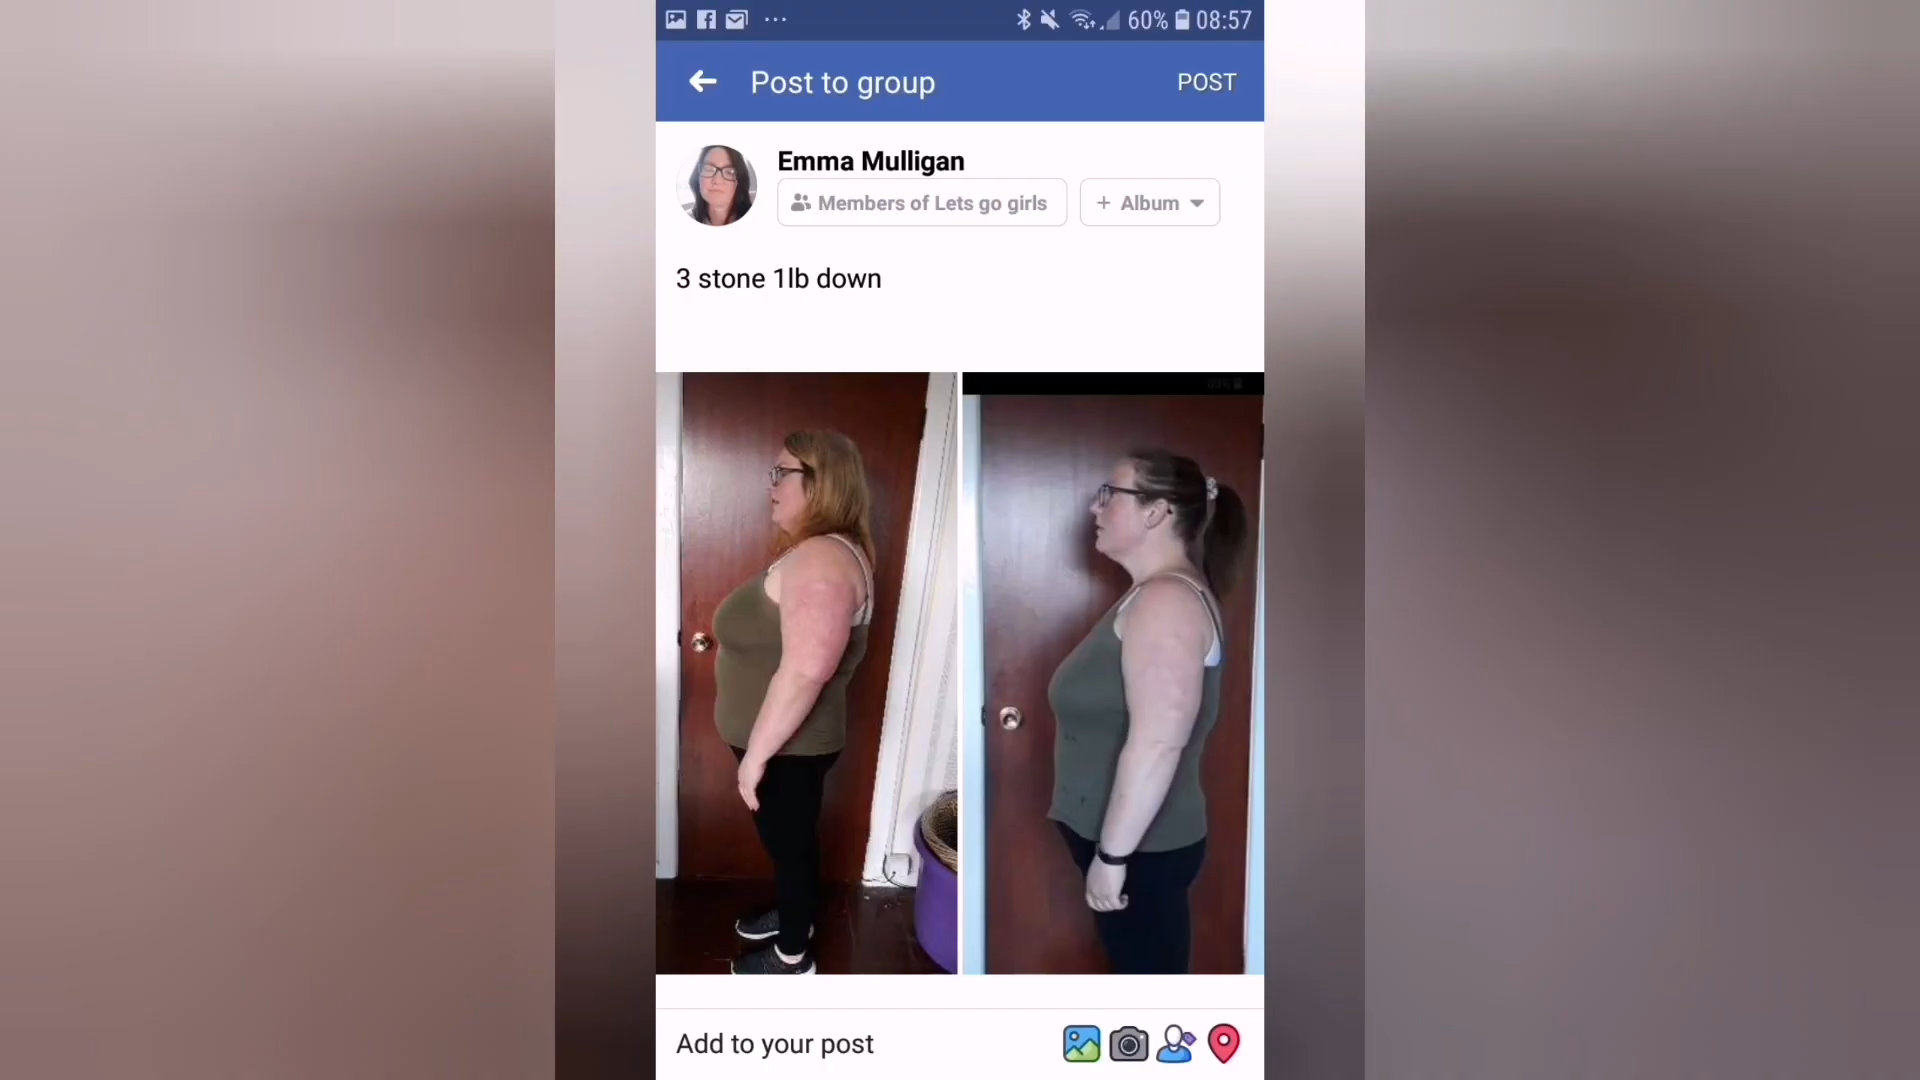 60% 08:57
Post to group POST
Emma Mulligan
Members of Lets go girls + Album
3 stone 1lb down
Add to your post